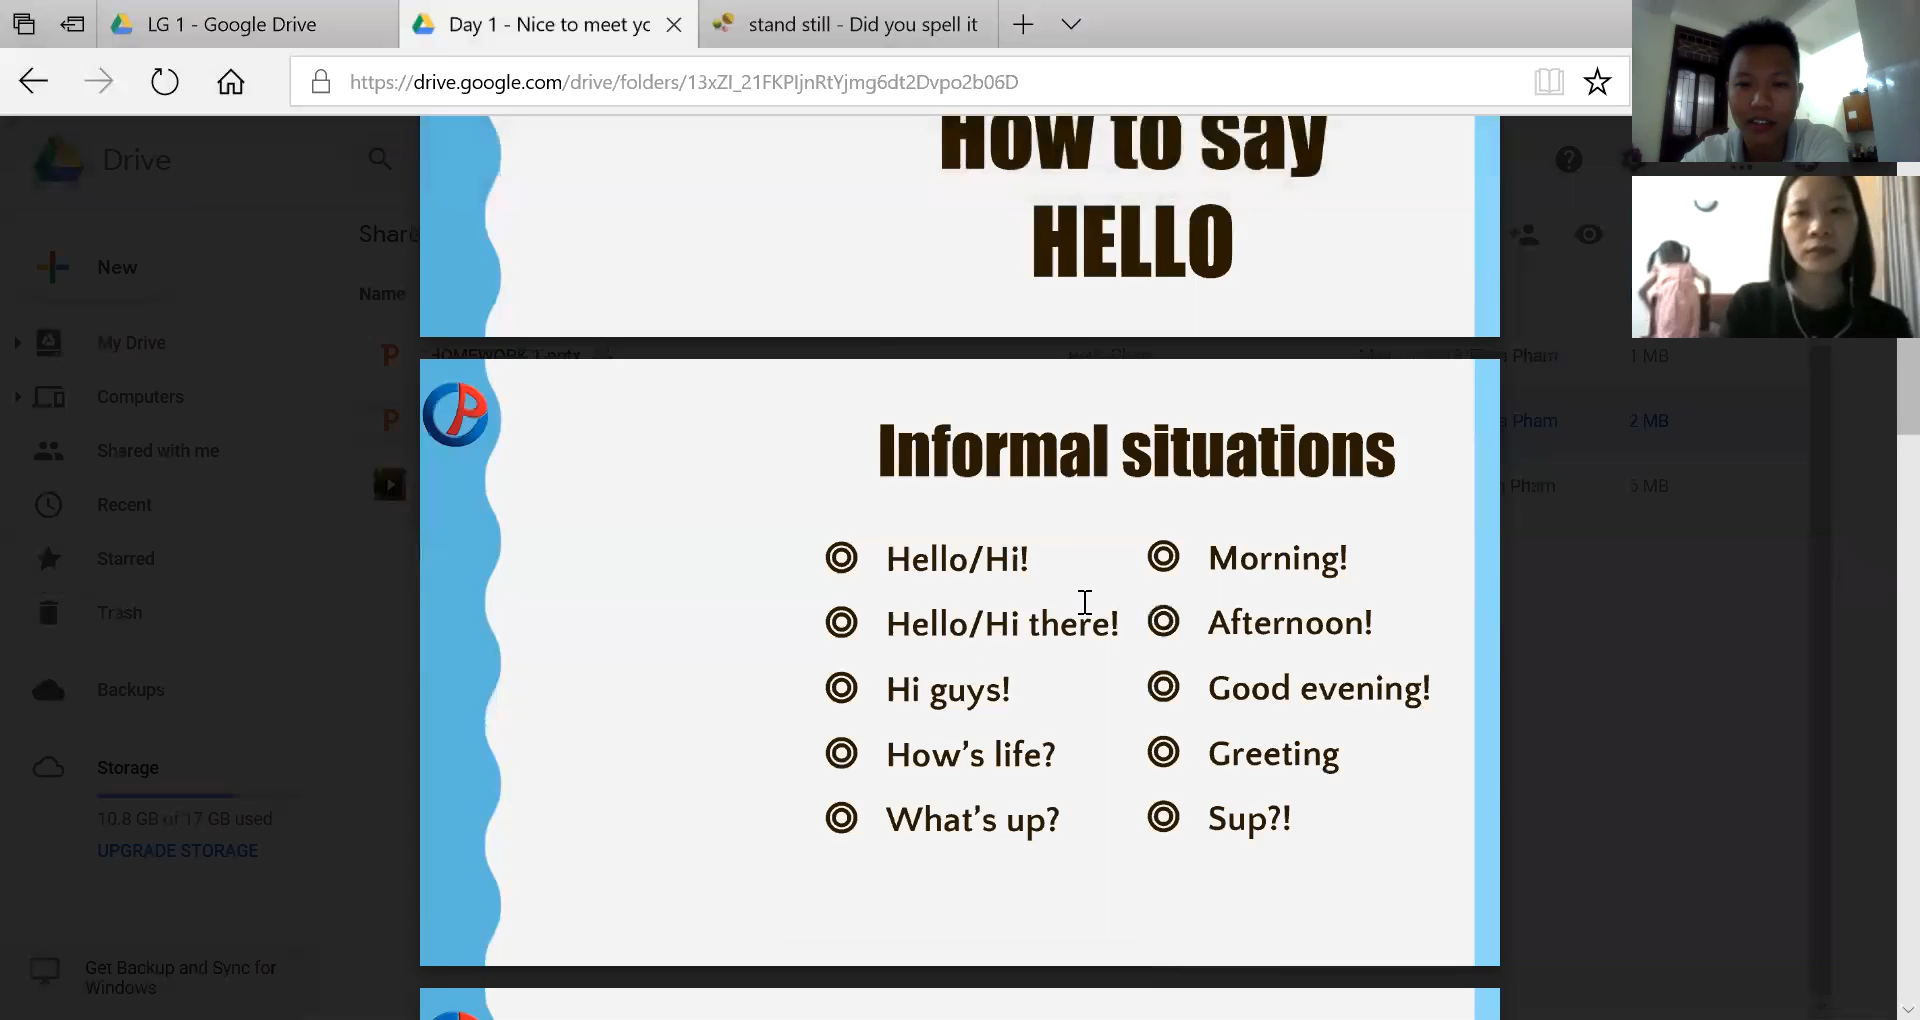 LG 1 - Google Drive
Day 1 - Nice to meet yo
stand still - Did you spell it
https://drive.google.com/drive/folders/13xZI_21FKPIjnRtYjmg6dt2Dvpo2b06D
Drive
Share
New
Name
My Drive
Computers
Shared with me
Recent
Starred
Trash
Backups
Storage
10.8 GB of 17 GB used
UPGRADE STORAGE
Get Backup and Sync for
Windows
How to say
HELLO
Pham
1 MB
Pham
2 MB
Pham
5 MB
Informal situations
Hello/Hi!
Hello/Hi there!
Hi guys!
How's life?
What's up?
Morning!
Afternoon!
Good evening!
Greeting
Sup?!